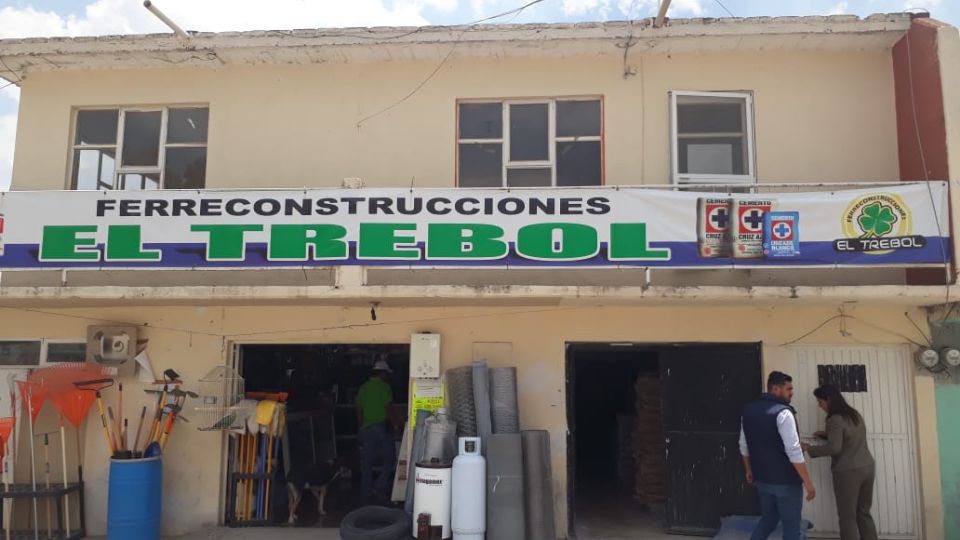 FERRECONSTRUCCIONES
EL TREBOL
CEMENTO
CRUZ AZUL
CEMENTO
CRUZ AZUL
CEMENTO
CRUZ AZUL
BLANCO
FERRECONSTRUCCIONES
EL TREBOL